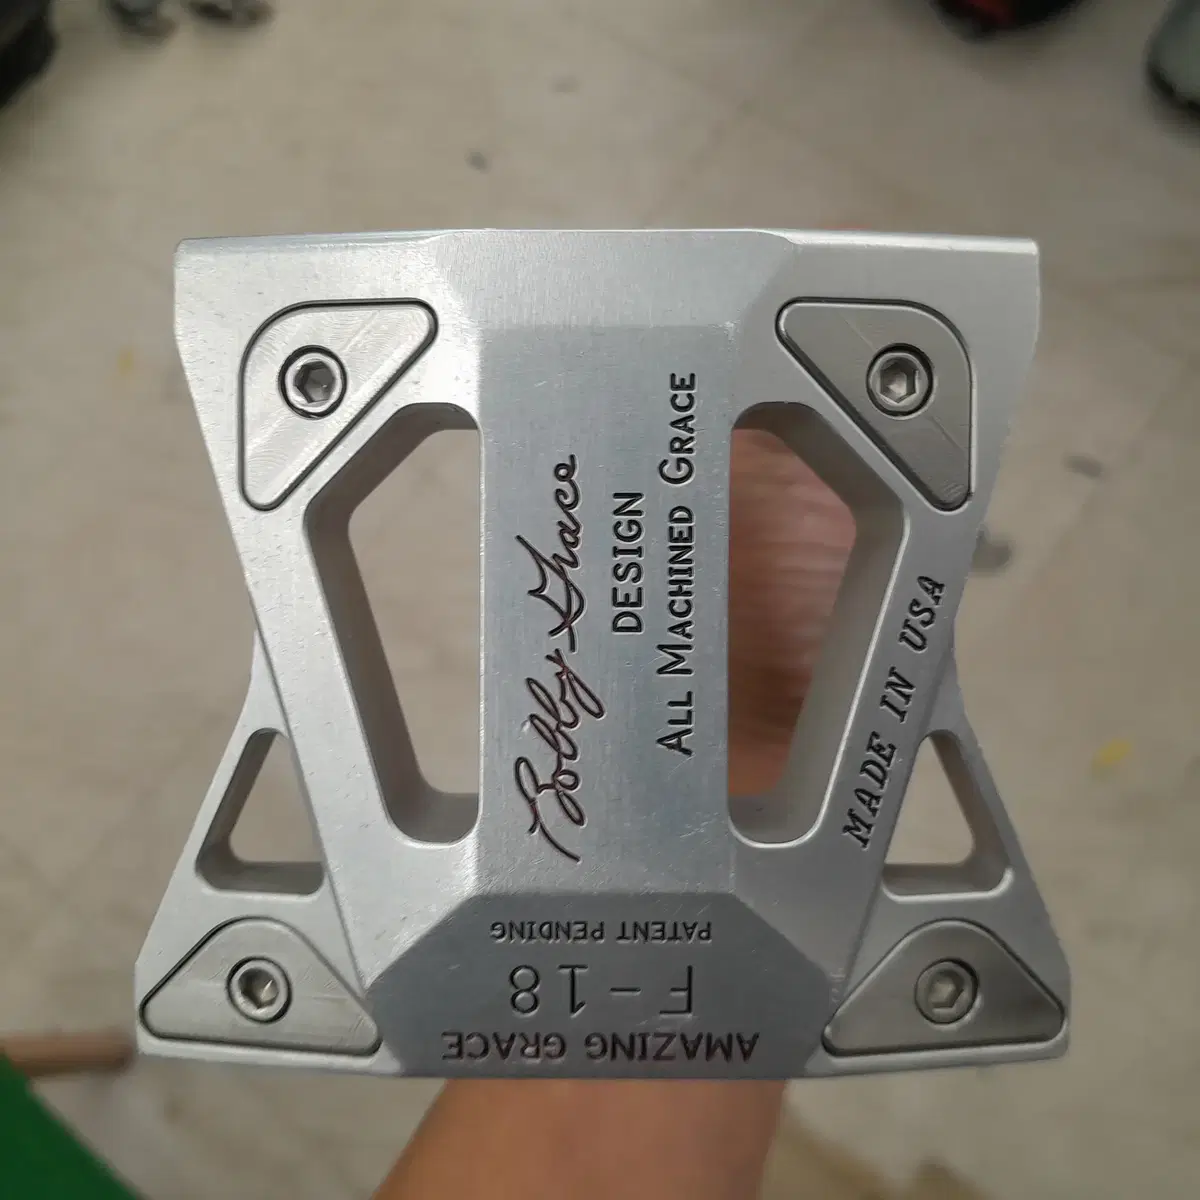 Bobby Grace
DESIGN
ALL MACHINED GRACE
MADE IN USA
AMAZING GRACE
F-18
PATENT PENDING